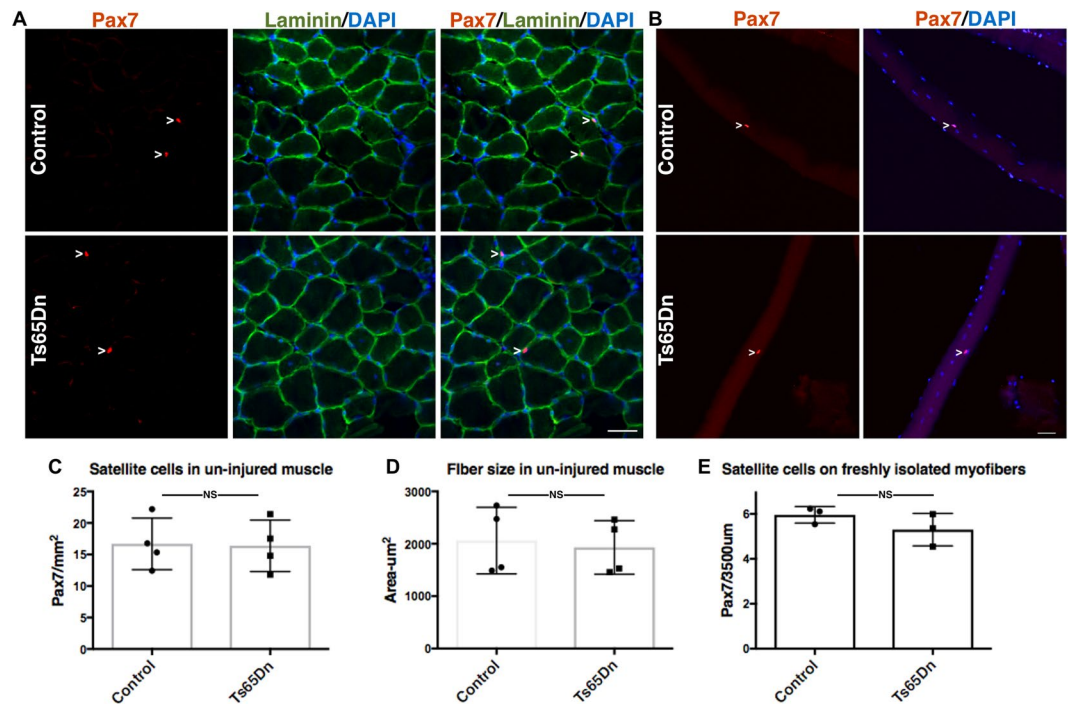 A
Pax7
Laminin/DAPI
Pax7/Laminin/DAPI
B
Pax7
Pax7/DAPI
Control
>
>
>
>
Control
>
>
Ts65Dn
>
>
>
>
Ts65Dn
>
>
C
Satellite cells in un-injured muscle
NS
25
20
15
10
5
0
Pax7/mm²
Control
Ts65Dn
D
FIber size in un-injured muscle
NS
3000
2000
1000
0
Area-um²
Control
Ts65Dn
E
Satellite cells on freshly isolated myofibers
NS
6
4
2
0
Pax7/3500um
Control
Ts65Dn